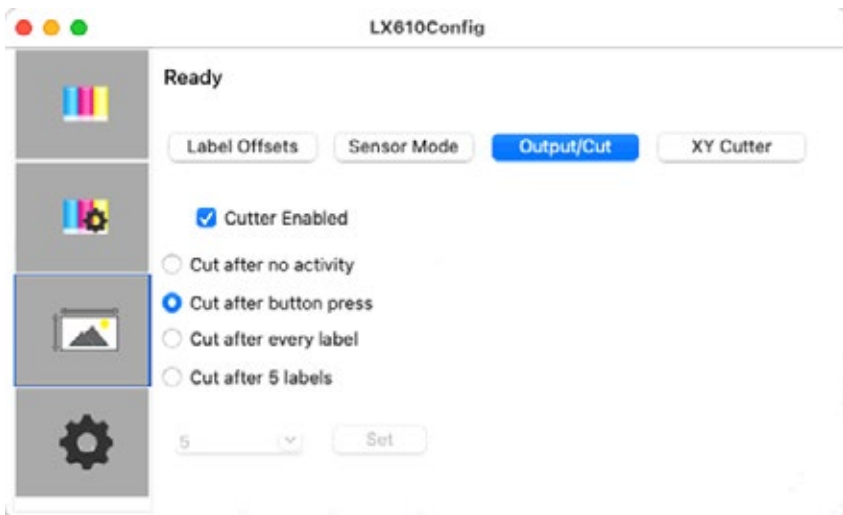 LX610Config
Ready
Label Offsets Sensor Mode Output/Cut XY Cutter
Cutter Enabled
Cut after no activity
Cut after button press
Cut after every label
Cut after 5 labels
5 Set